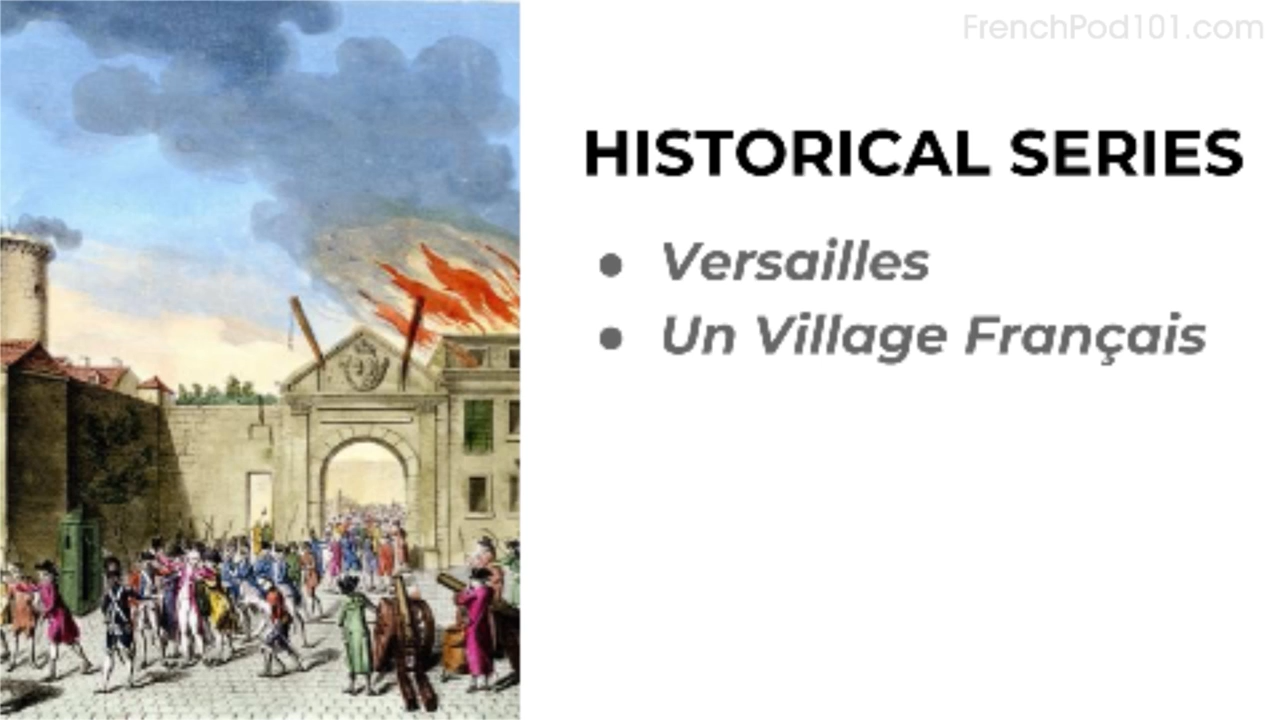 FrenchPod101.com
HISTORICAL SERIES
• Versailles
• Un Village Français